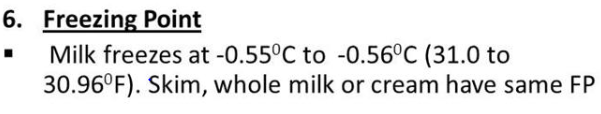 6. Freezing Point
▪ Milk freezes at -0.55⁰C to -0.56⁰C (31.0 to
30.96⁰F). Skim, whole milk or cream have same FP